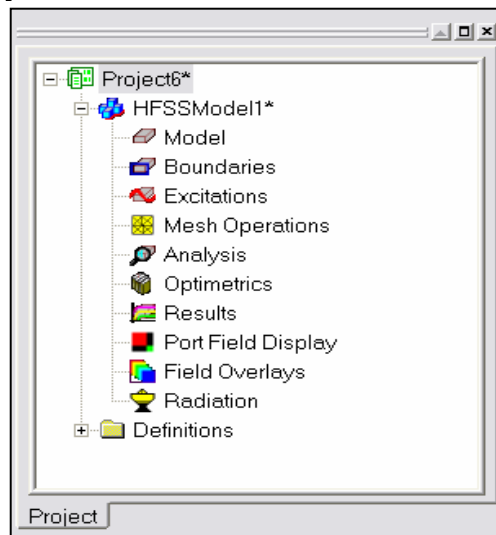 Project6*
HFSSModel1*
Model
Boundaries
Excitations
Mesh Operations
Analysis
Optimetrics
Results
Port Field Display
Field Overlays
Radiation
Definitions
Project